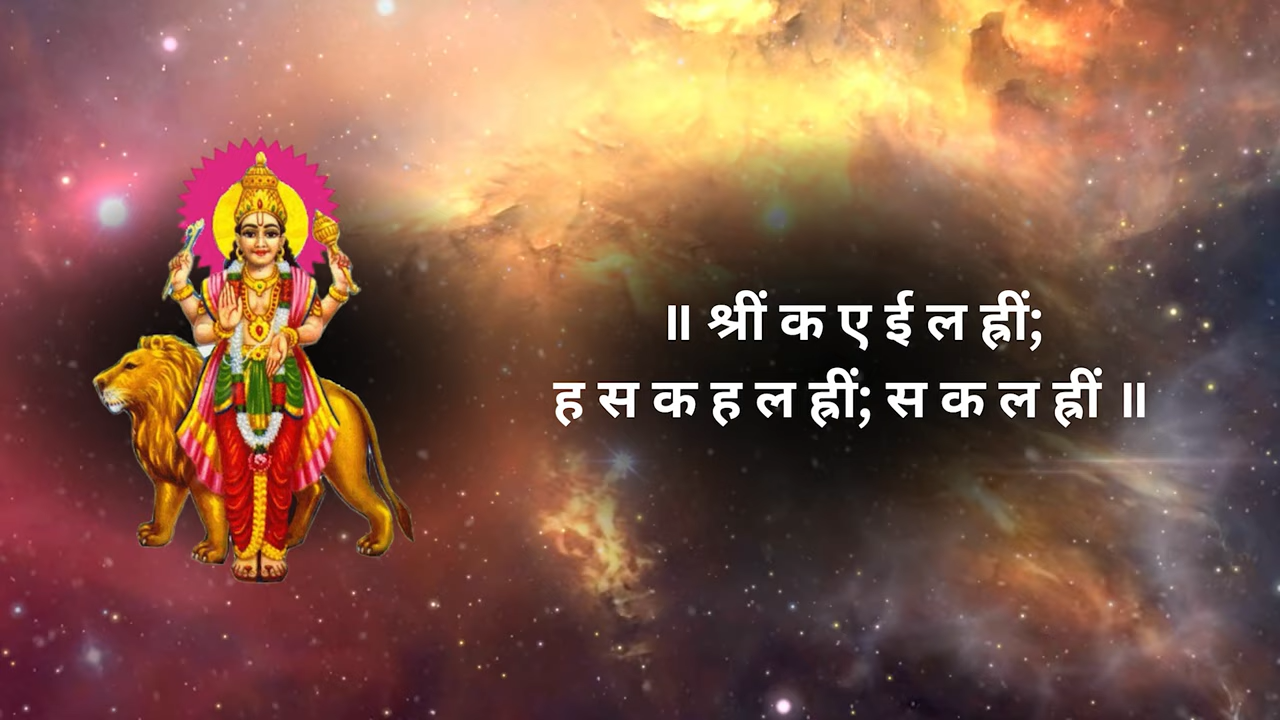 ॥ श्रीं क ए ई ल ह्रीं;
ह स क ह ल ह्रीं; स क ल ह्रीं ॥